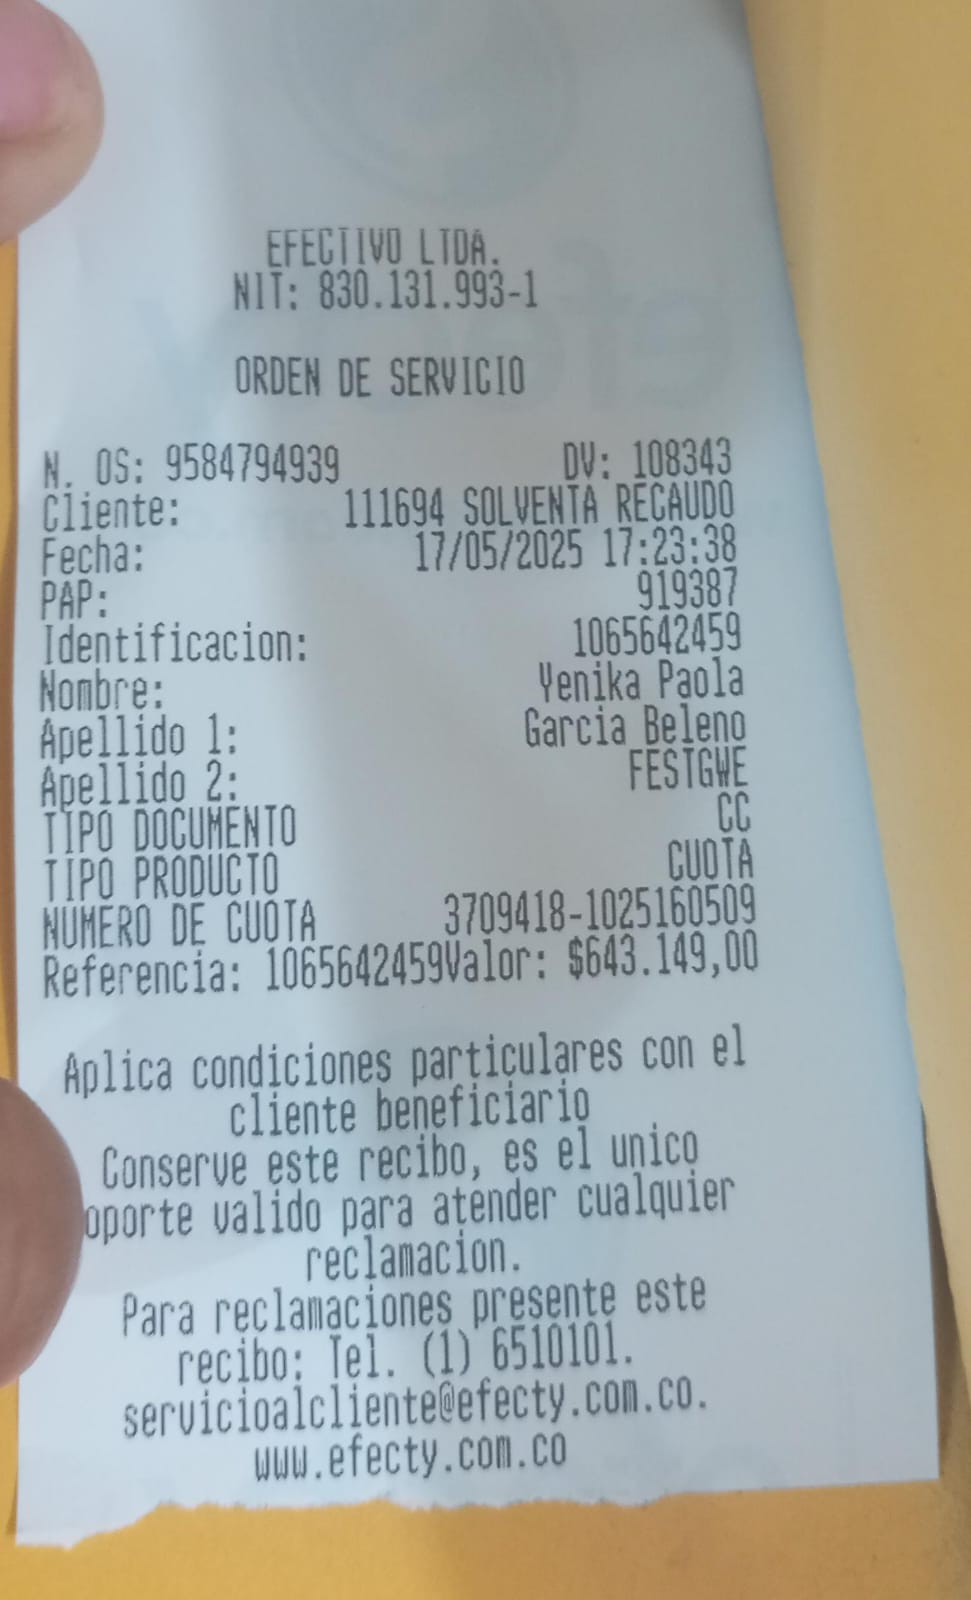 EFECTIVO LTDA.
NIT: 830.131.993-1
ORDEN DE SERVICIO
N. OS: 9584794939 DV: 108343
Cliente: 111694 SOLVENTA RECAUDO
Fecha: 17/05/2025 17:23:38
PAP: 919387
Identificacion: 1065642459
Nombre: Yenika Paola
Apellido 1: Garcia Beleno
Apellido 2: FESTGWE
TIPO DOCUMENTO CC
TIPO PRODUCTO CUOTA
NUMERO DE CUOTA 3709418-1025160509
Referencia: 1065642459Valor: $643.149,00
Aplica condiciones particulares con el
cliente beneficiario
Conserve este recibo, es el unico
oporte valido para atender cualquier
reclamacion.
Para reclamaciones presente este
recibo: Tel. (1) 6510101.
servicioalcliente@efecty.com.co.
www.efecty.com.co